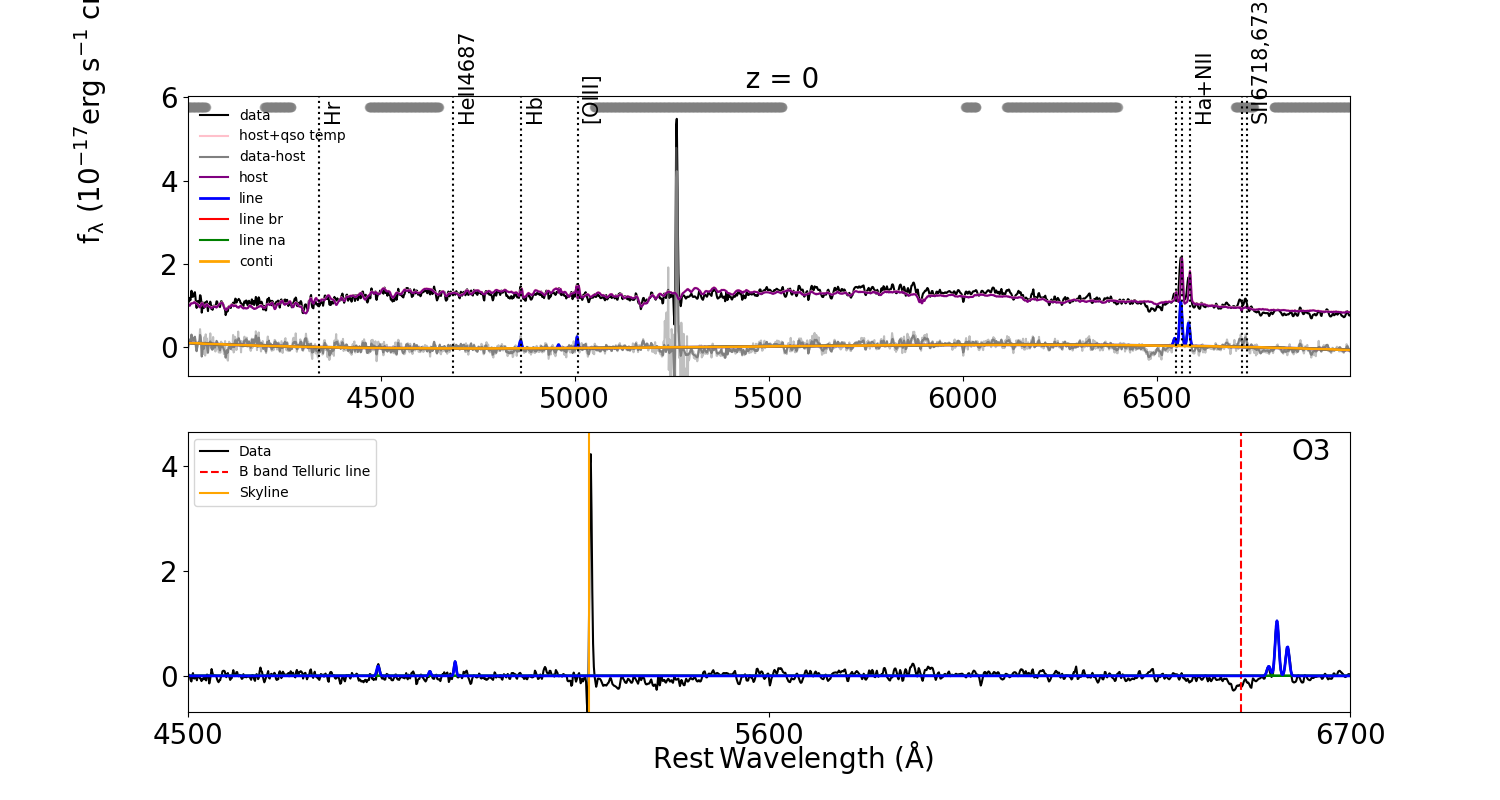 z = 0
f_λ (10^−17 erg s^−1 c
6
4
2
0
data
host+qso temp
data-host
host
line
line br
line na
conti
Hr
HeII4687
Hb
[OIII]
Ha+NII
SII6718,673
4500
5000
5500
6000
6500
4
2
0
Data
B band Telluric line
Skyline
O3
4500
5600
6700
Rest Wavelength (Å)